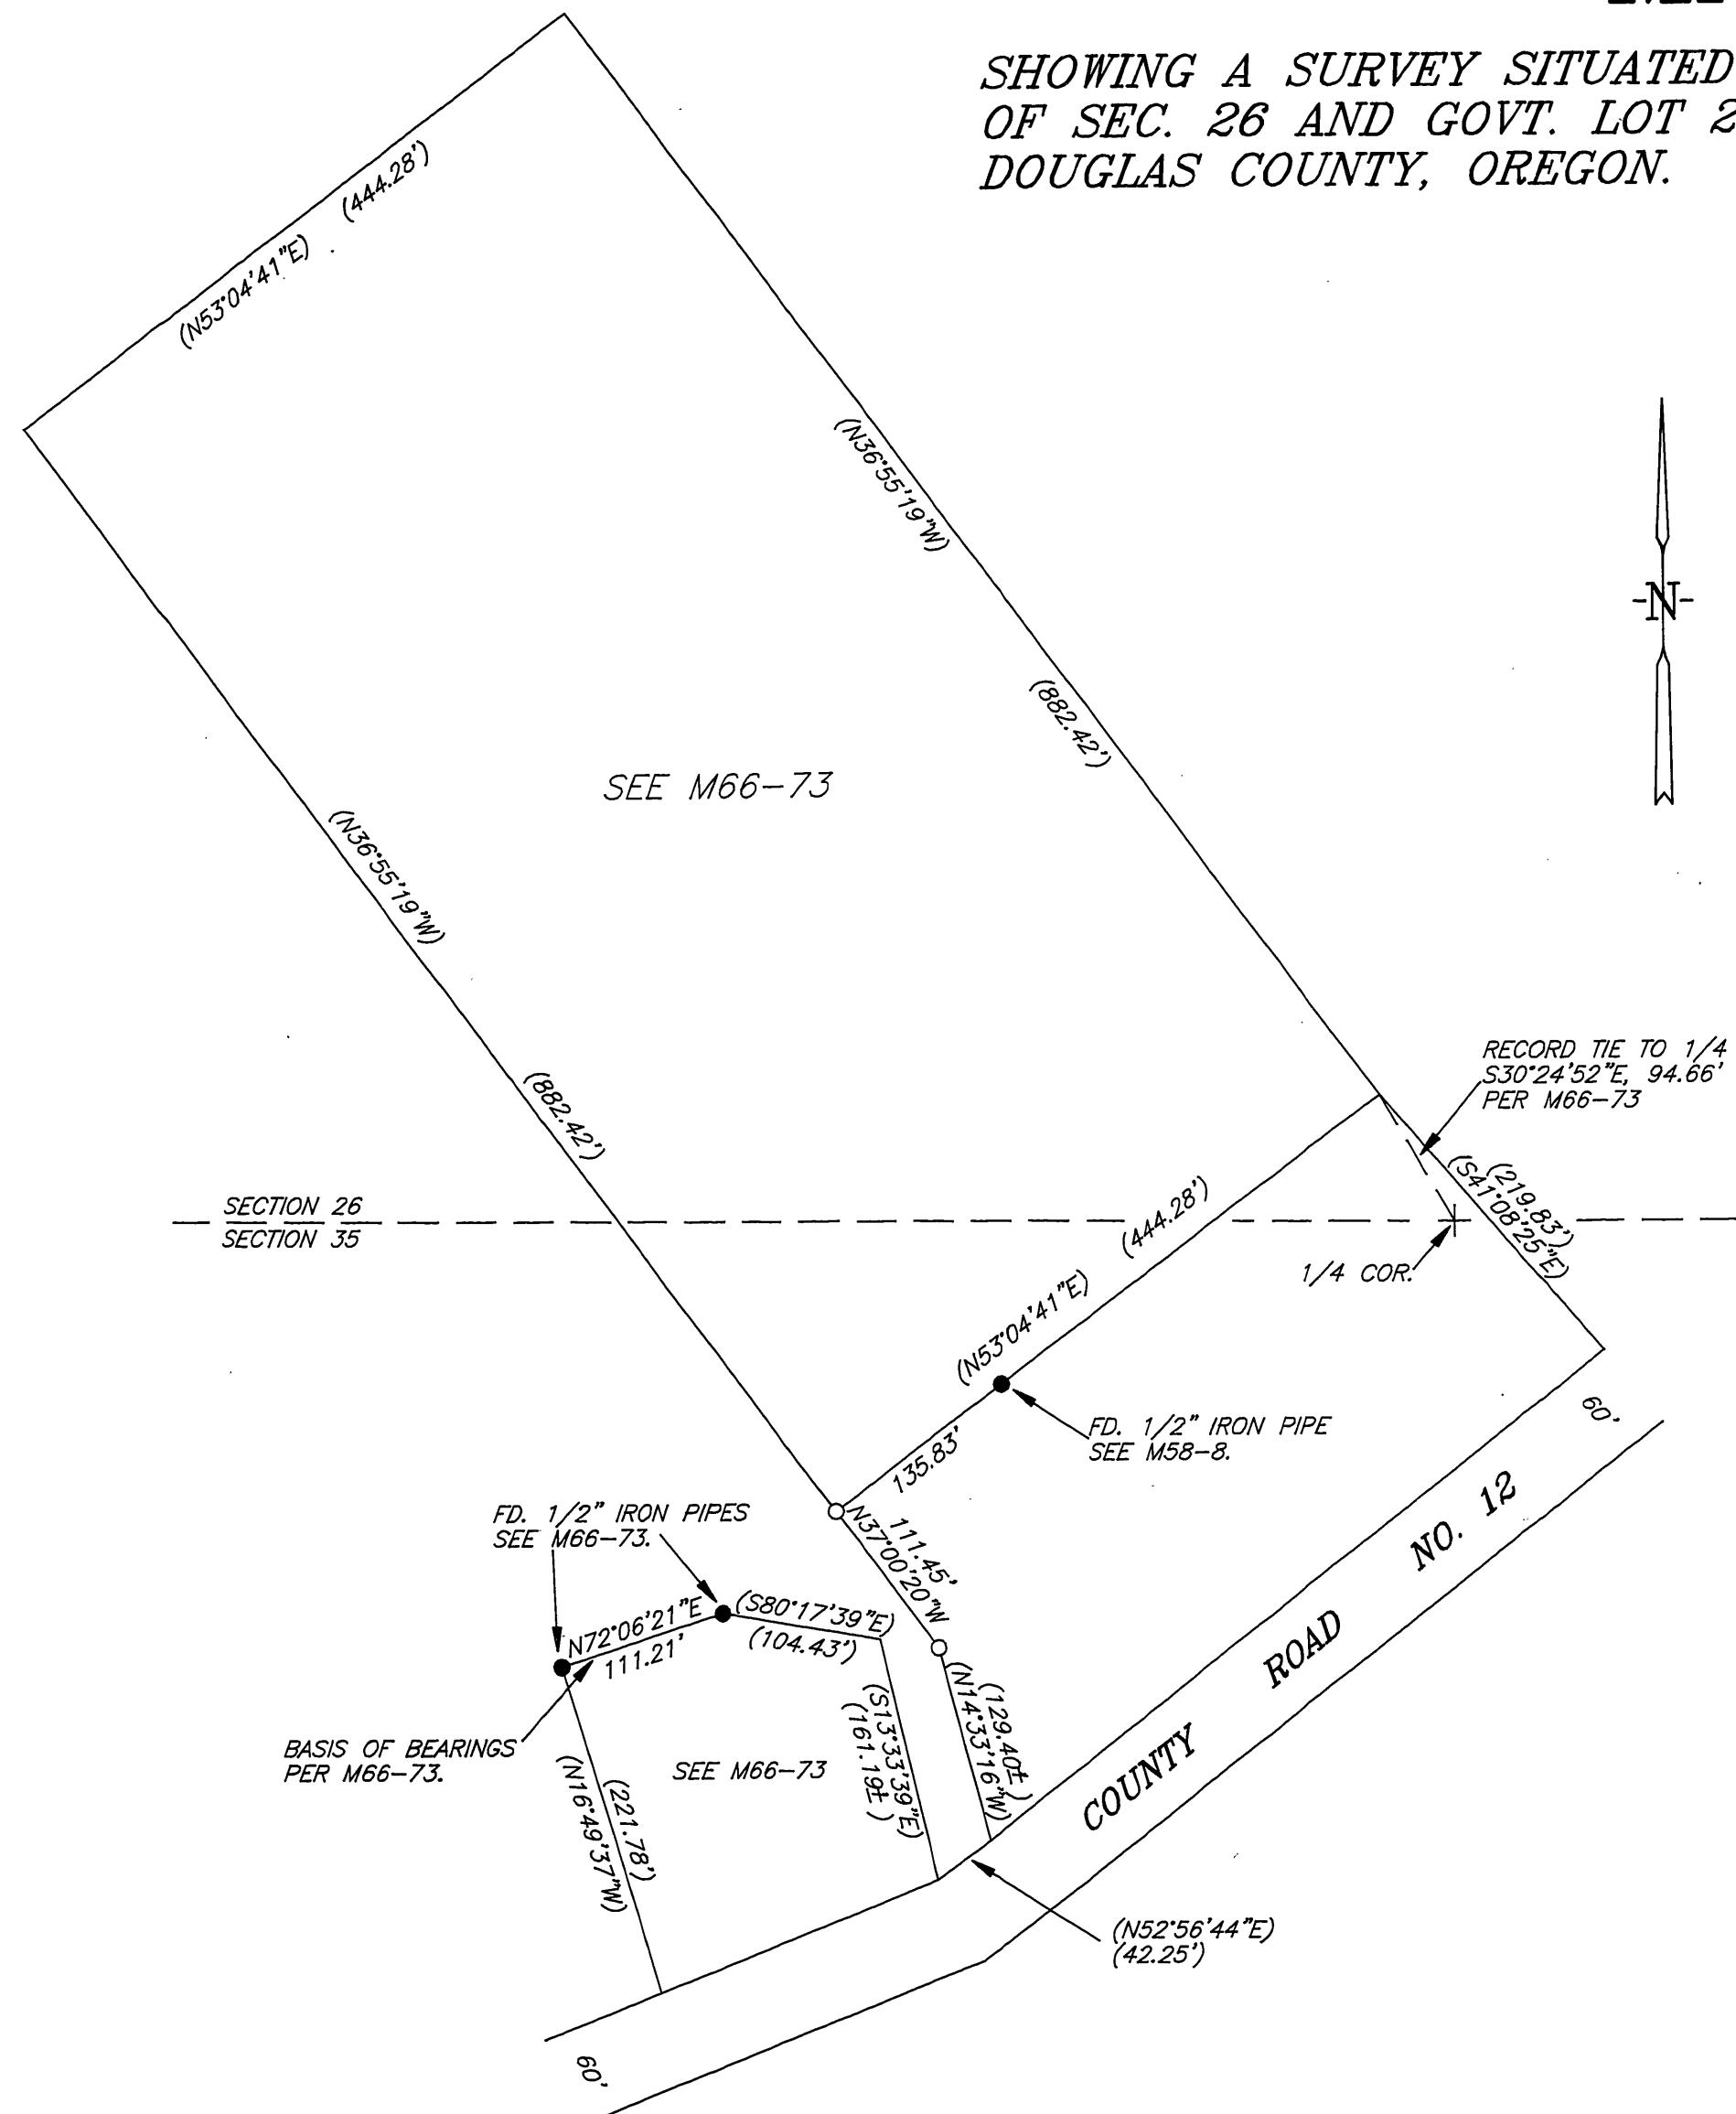 SHOWING A SURVEY SITUATED
OF SEC. 26 AND GOVT. LOT 2
DOUGLAS COUNTY, OREGON.
(N53°04'41"E) (444.28')
(N36°55'19"W)
(882.42')
-N-
SEE M66-73
(N36°55'19"W)
(882.42')
RECORD TIE TO 1/4
S30°24'52"E, 94.66'
PER M66-73
(219.83')
(S41°08'25"E)
SECTION 26
SECTION 35
1/4 COR.
(N53°04'41"E) (444.28')
FD. 1/2" IRON PIPE
SEE M58-8.
135.83'
60'
FD. 1/2" IRON PIPES
SEE M66-73.
111.45'
N37°00'20"W
N72°06'21"E
111.21'
(S80°17'39"E)
(104.43')
(129.40±)
(N14°33'16"W)
(S13°33'39"E)
(161.19±)
BASIS OF BEARINGS
PER M66-73.
SEE M66-73
(221.78')
(N16°49'37"W)
COUNTY ROAD NO. 12
(N52°56'44"E)
(42.25')
60'